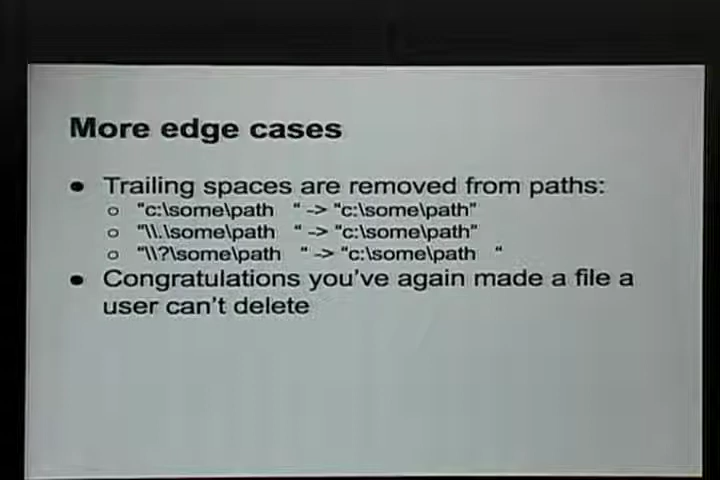 More edge cases
● Trailing spaces are removed from paths:
○ "c:\some\path   " -> "c:\some\path"
○ "\\.\some\path   " -> "c:\some\path"
○ "\\?\some\path   " -> "c:\some\path   "
● Congratulations you've again made a file a
user can't delete